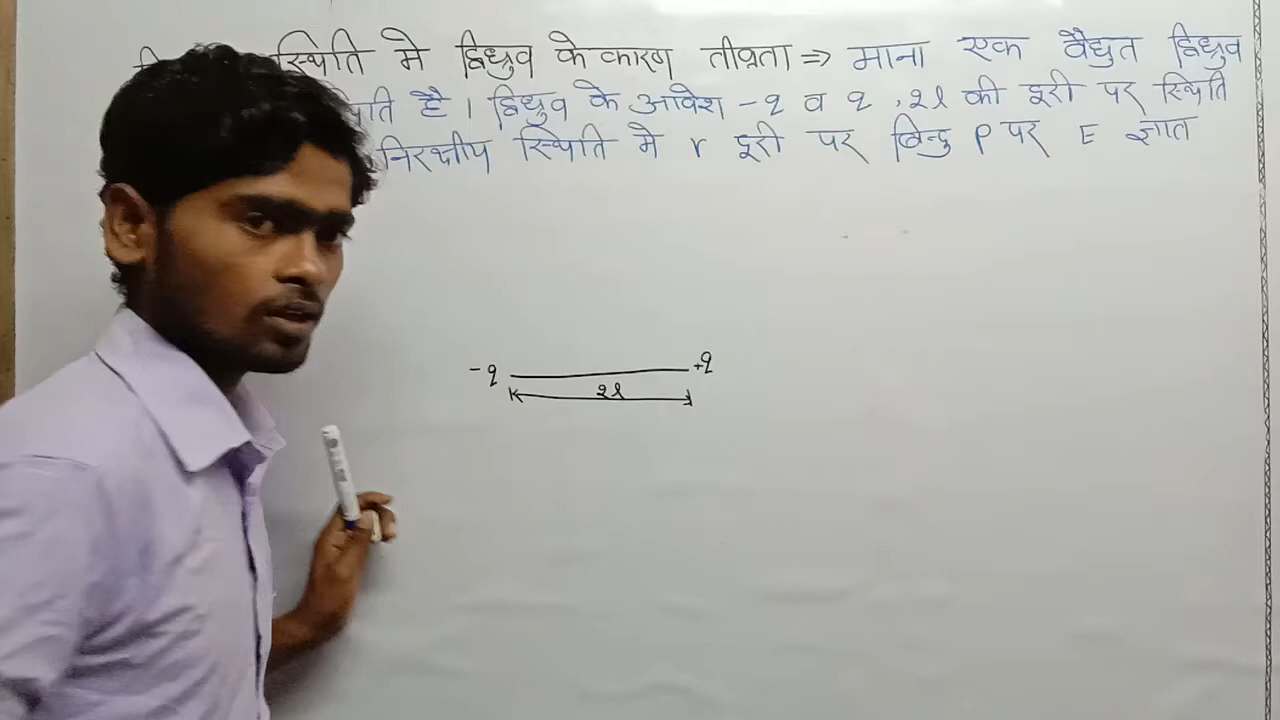 स्थिति मे द्विध्रुव के कारण तीव्रता ⇒ माना एक वैद्युत द्विध्रुव
है । द्विध्रुव के आवेश -q व q , 2l की दूरी पर स्थिति
निरक्षीय स्थिति मे r दूरी पर बिन्दु P पर E ज्ञात
-q +q
2l